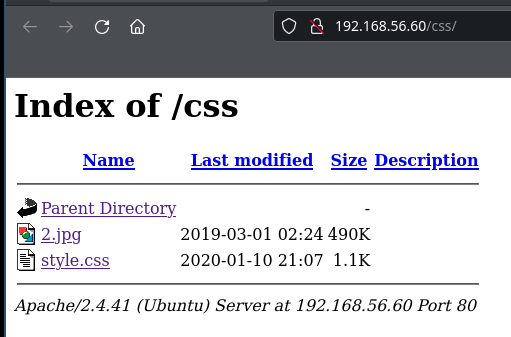 192.168.56.60/css/
Index of /css
Name Last modified Size Description
Parent Directory -
2.jpg 2019-03-01 02:24 490K
style.css 2020-01-10 21:07 1.1K
Apache/2.4.41 (Ubuntu) Server at 192.168.56.60 Port 80